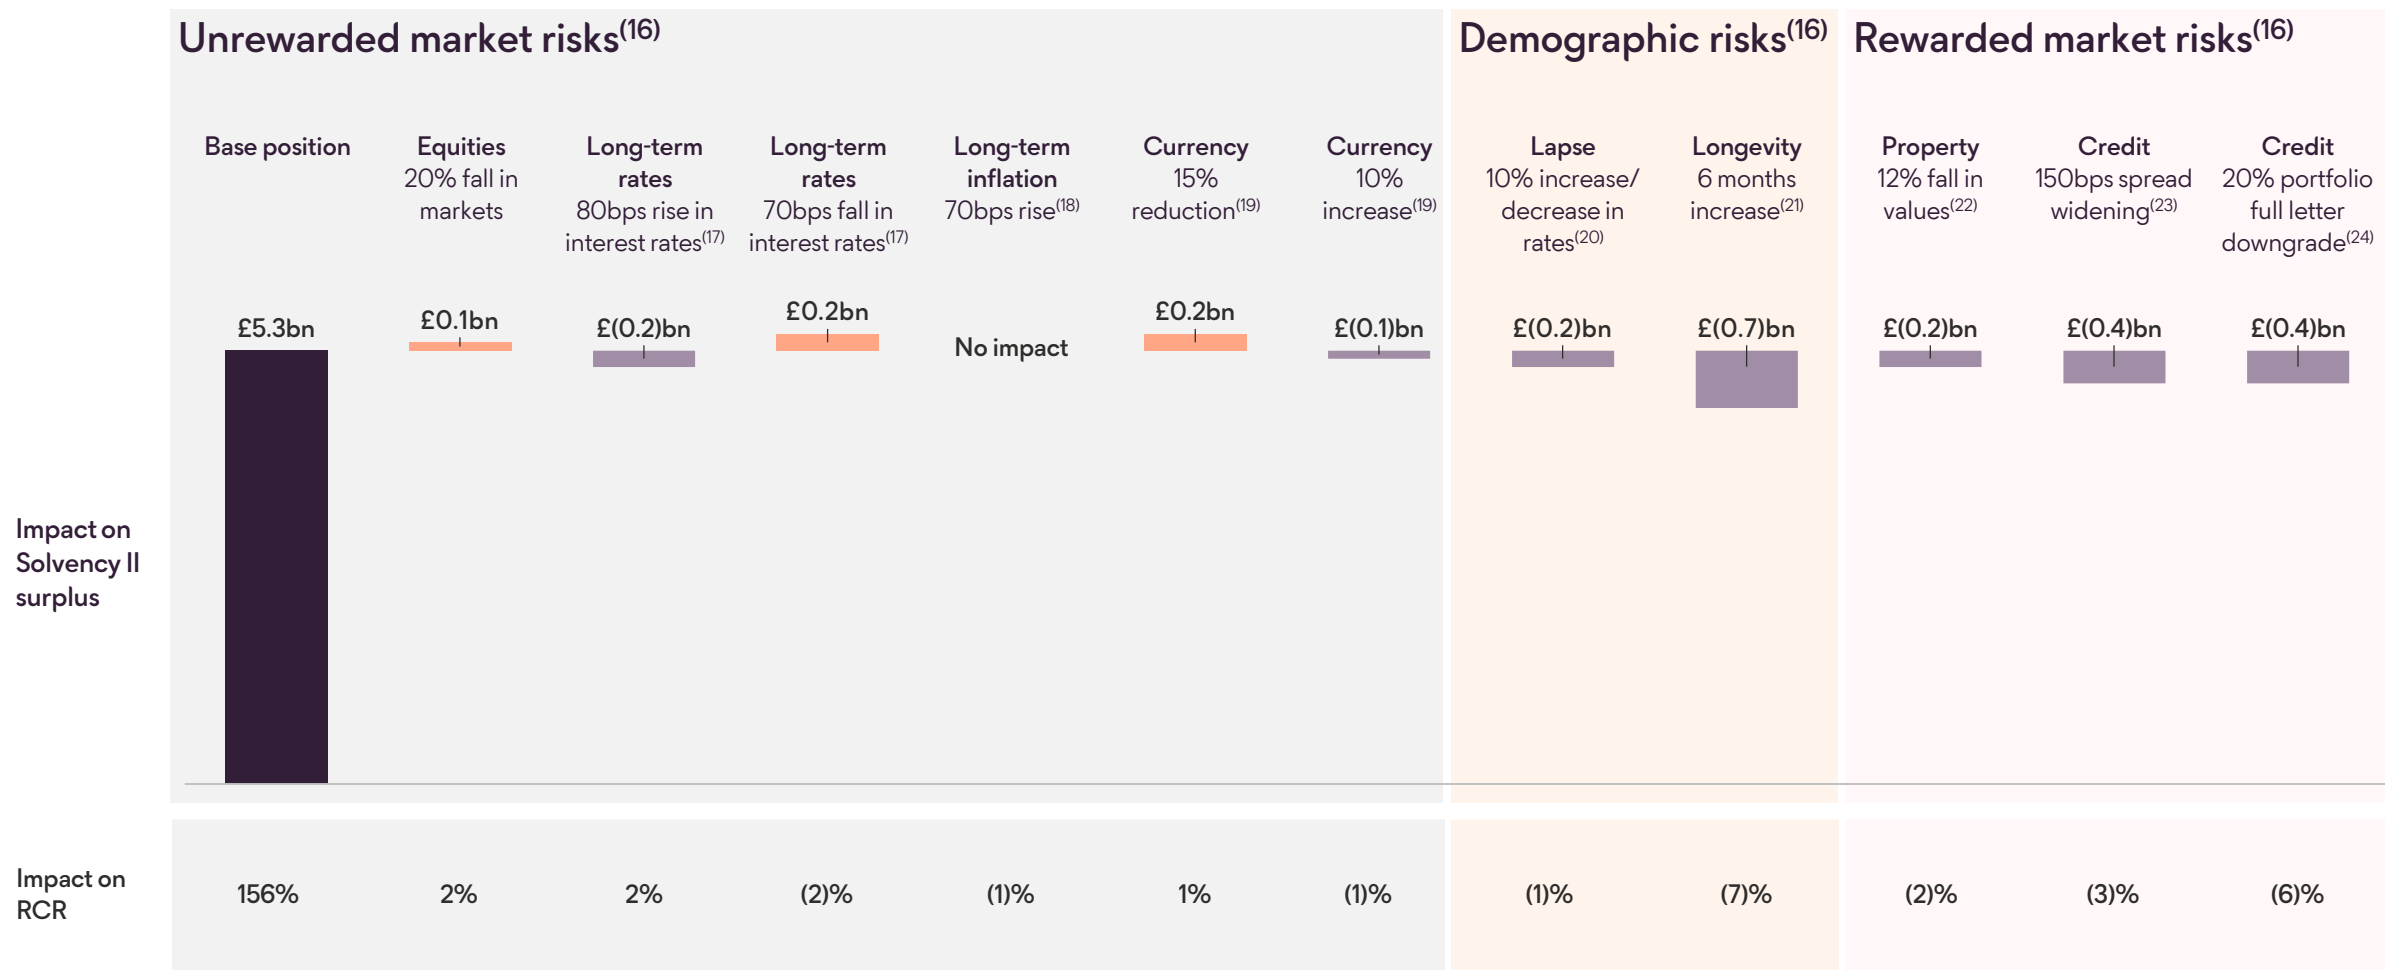 Unrewarded market risks(16)
Demographic risks(16)
Rewarded market risks(16)
Base position
Equities
20% fall in
markets
Long-term
rates
80bps rise in
interest rates(17)
Long-term
rates
70bps fall in
interest rates(17)
Long-term
inflation
70bps rise(18)
Currency
15%
reduction(19)
Currency
10%
increase(19)
Lapse
10% increase/
decrease in
rates(20)
Longevity
6 months
increase(21)
Property
12% fall in
values(22)
Credit
150bps spread
widening(23)
Credit
20% portfolio
full letter
downgrade(24)
Impact on
Solvency II
surplus
£5.3bn
£0.1bn
£(0.2)bn
£0.2bn
No impact
£0.2bn
£(0.1)bn
£(0.2)bn
£(0.7)bn
£(0.2)bn
£(0.4)bn
£(0.4)bn
Impact on
RCR
156%
2%
2%
(2)%
(1)%
1%
(1)%
(1)%
(7)%
(2)%
(3)%
(6)%